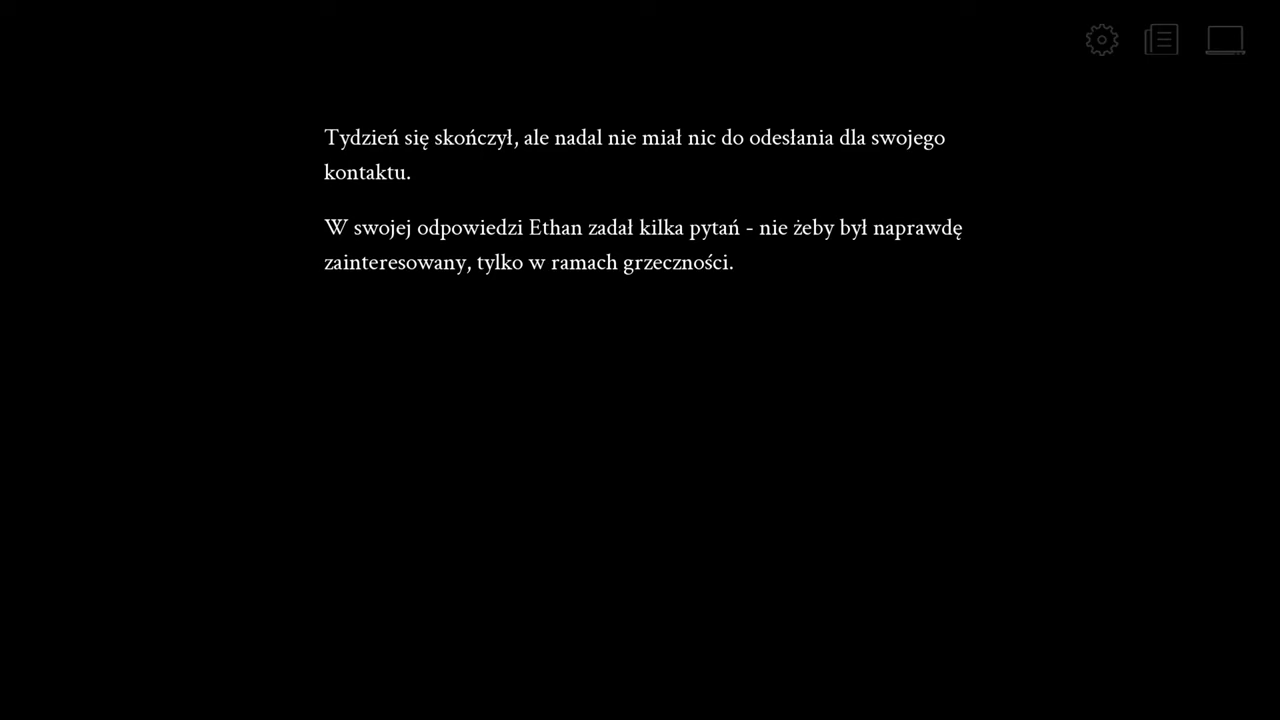 Tydzień się skończył, ale nadal nie miał nic do odesłania dla swojego
kontaktu.
W swojej odpowiedzi Ethan zadał kilka pytań - nie żeby był naprawdę
zainteresowany, tylko w ramach grzeczności.